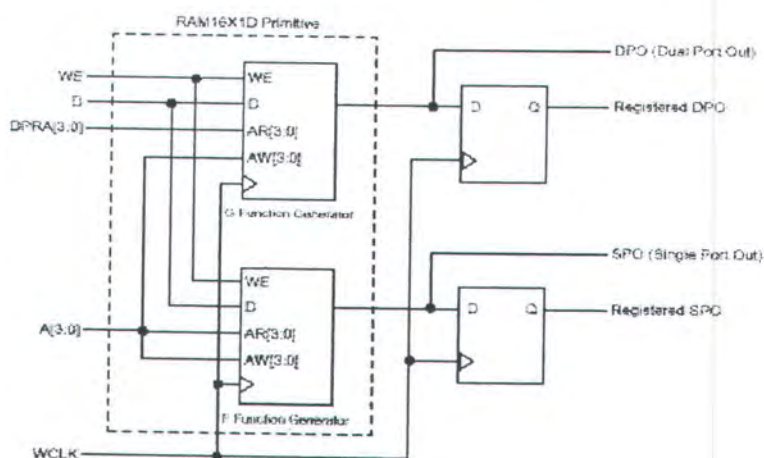 RAM16X1D Primitive
WE
D
DPRA[3:0]
WE
D
AR[3:0]
AW[3:0]
G Function Generator
DPO (Dual Port Out)
D Q
Registered DPO
A[3:0]
WE
D
AR[3:0]
AW[3:0]
F Function Generator
SPO (Single Port Out)
D Q
Registered SPO
WCLK